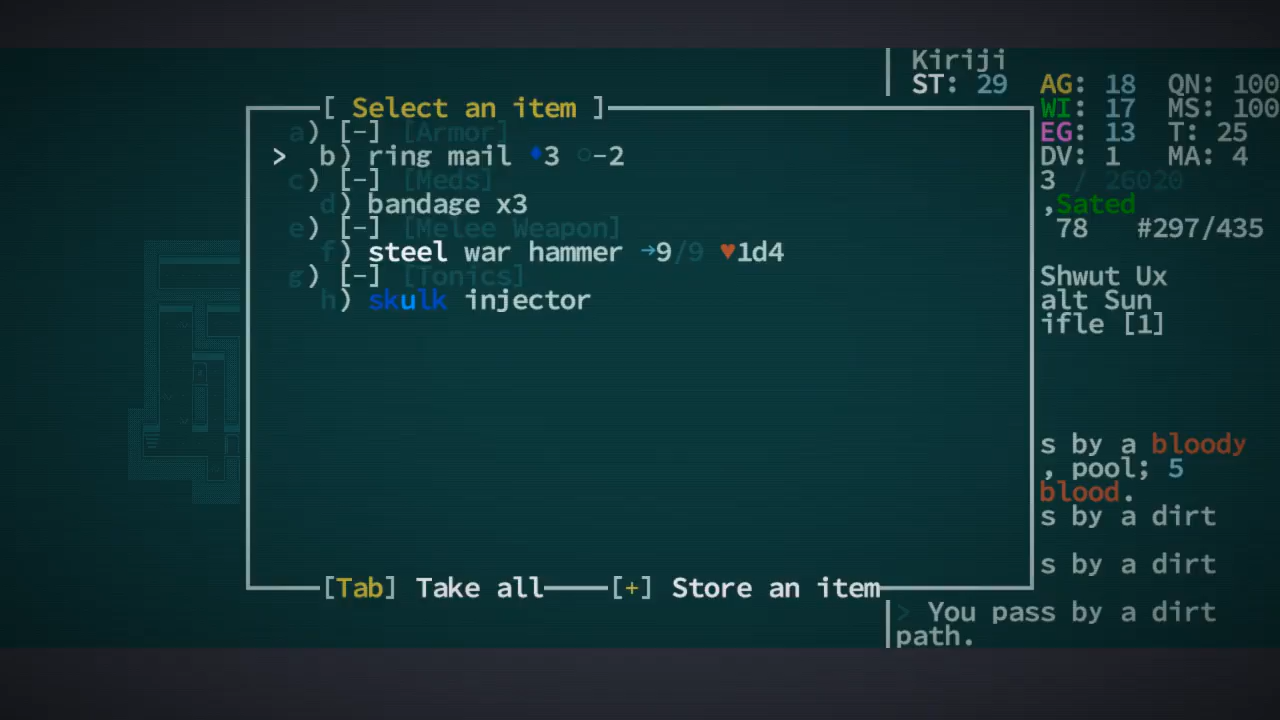 Kiriji
ST: 29 AG: 18 QN: 100
WI: 17 MS: 100
EG: 13 T: 25
DV: 1 MA: 4
3 / 26020
,Sated
78 #297/435
Shwut Ux
alt Sun
ifle [1]
[ Select an item ]
a) [-] [Armor]
> b) ring mail ♦3 ○-2
c) [-] [Meds]
d) bandage x3
e) [-] [Melee Weapon]
f) steel war hammer →9/9 ♥1d4
g) [-] [Tonics]
h) skulk injector
[Tab] Take all [+] Store an item
s by a bloody
, pool; 5
blood.
s by a dirt
s by a dirt
> You pass by a dirt
path.